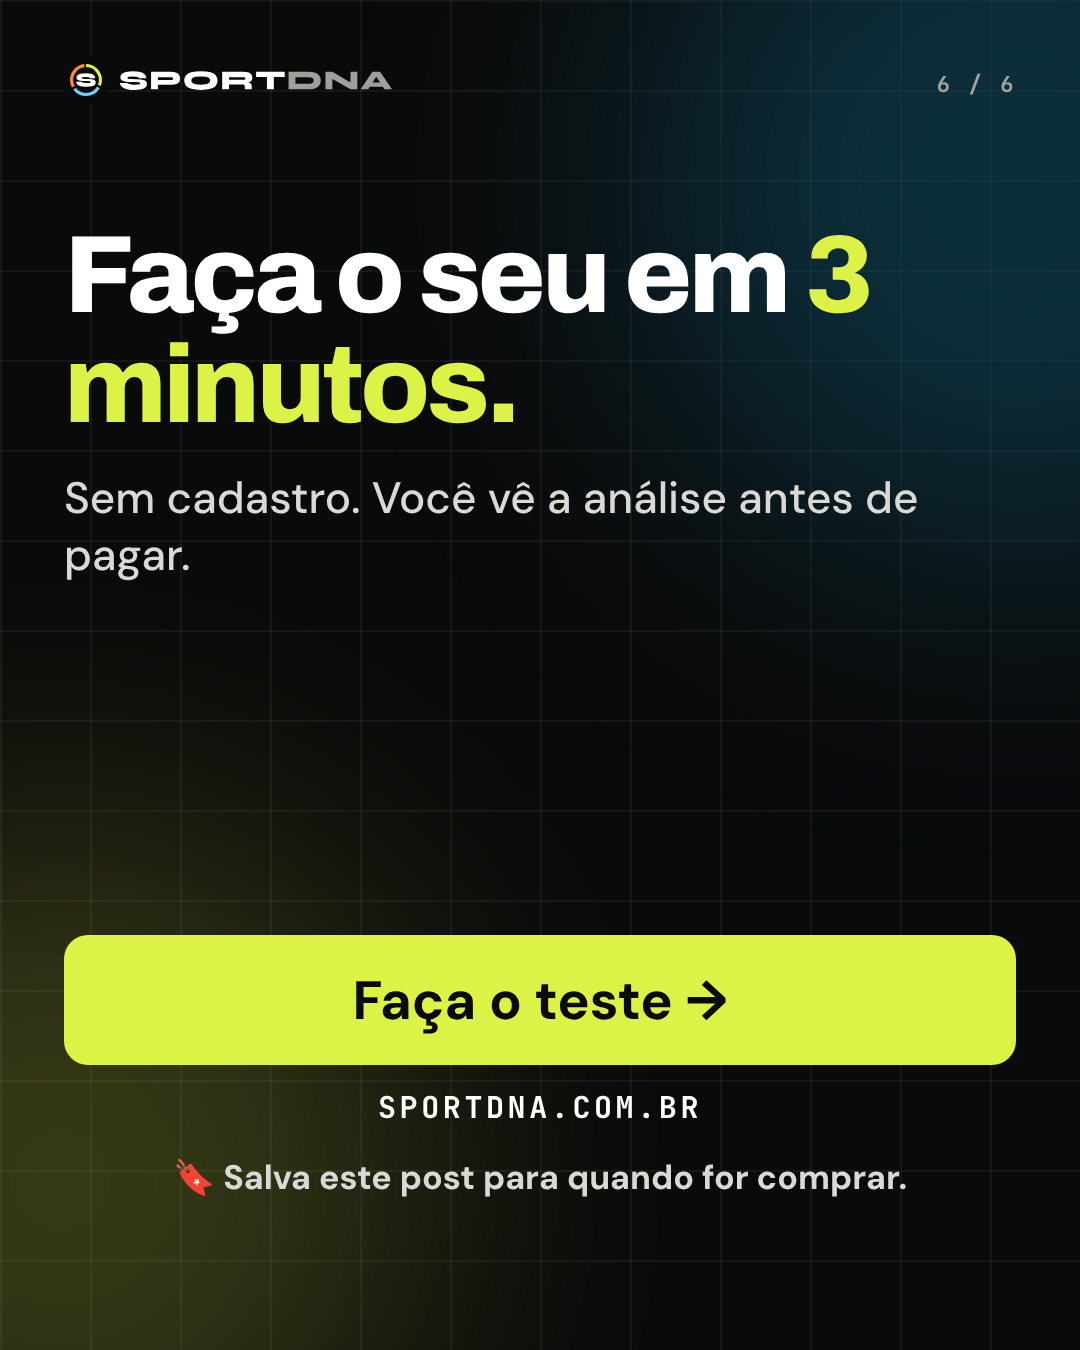 S SPORTDNA
6 / 6
Faça o seu em 3
minutos.
Sem cadastro. Você vê a análise antes de
pagar.
Faça o teste →
SPORTDNA.COM.BR
🔖 Salva este post para quando for comprar.